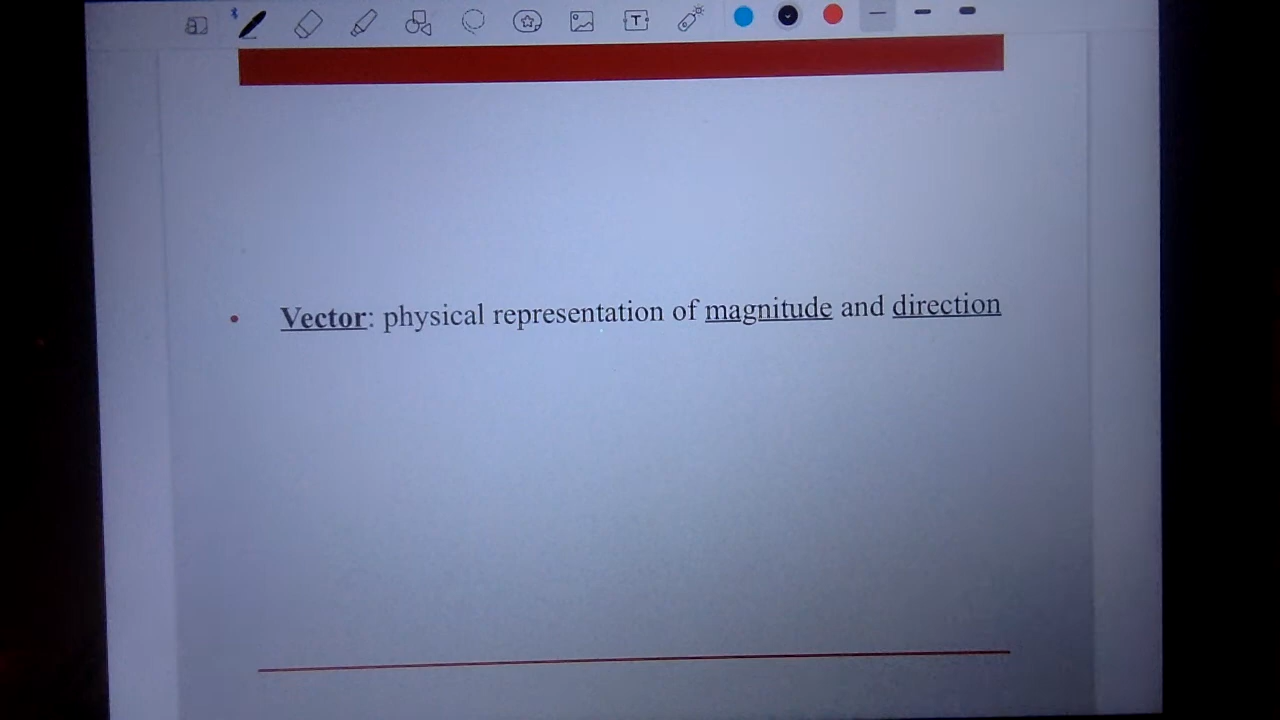 T
• Vector: physical representation of magnitude and direction